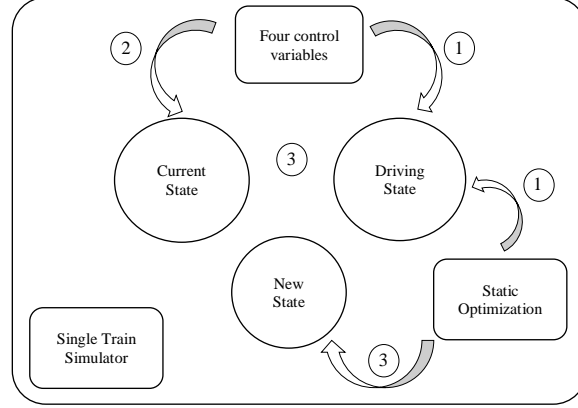 Four control
variables
2
1
Current
State
3
Driving
State
1
New
State
Static
Optimization
Single Train
Simulator
3